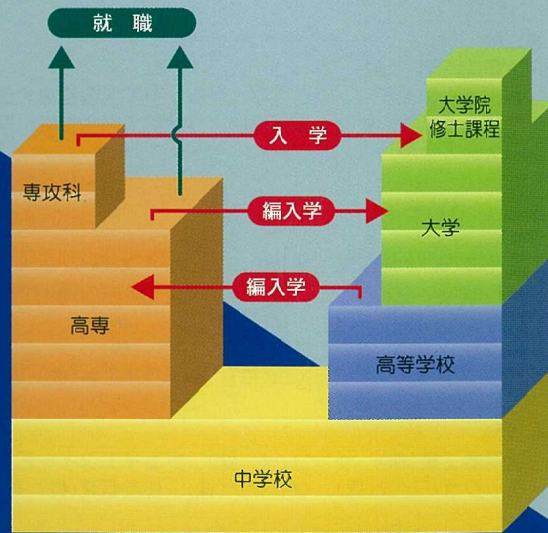 就 職
専攻科
入 学
大学院
修士課程
編入学
大学
編入学
高専
高等学校
中学校